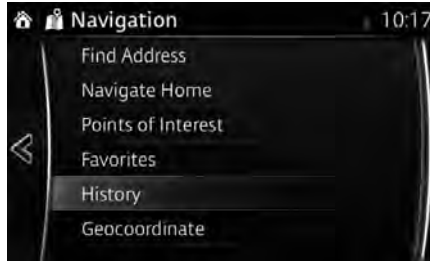 Navigation 10:17
Find Address
Navigate Home
Points of Interest
Favorites
History
Geocoordinate